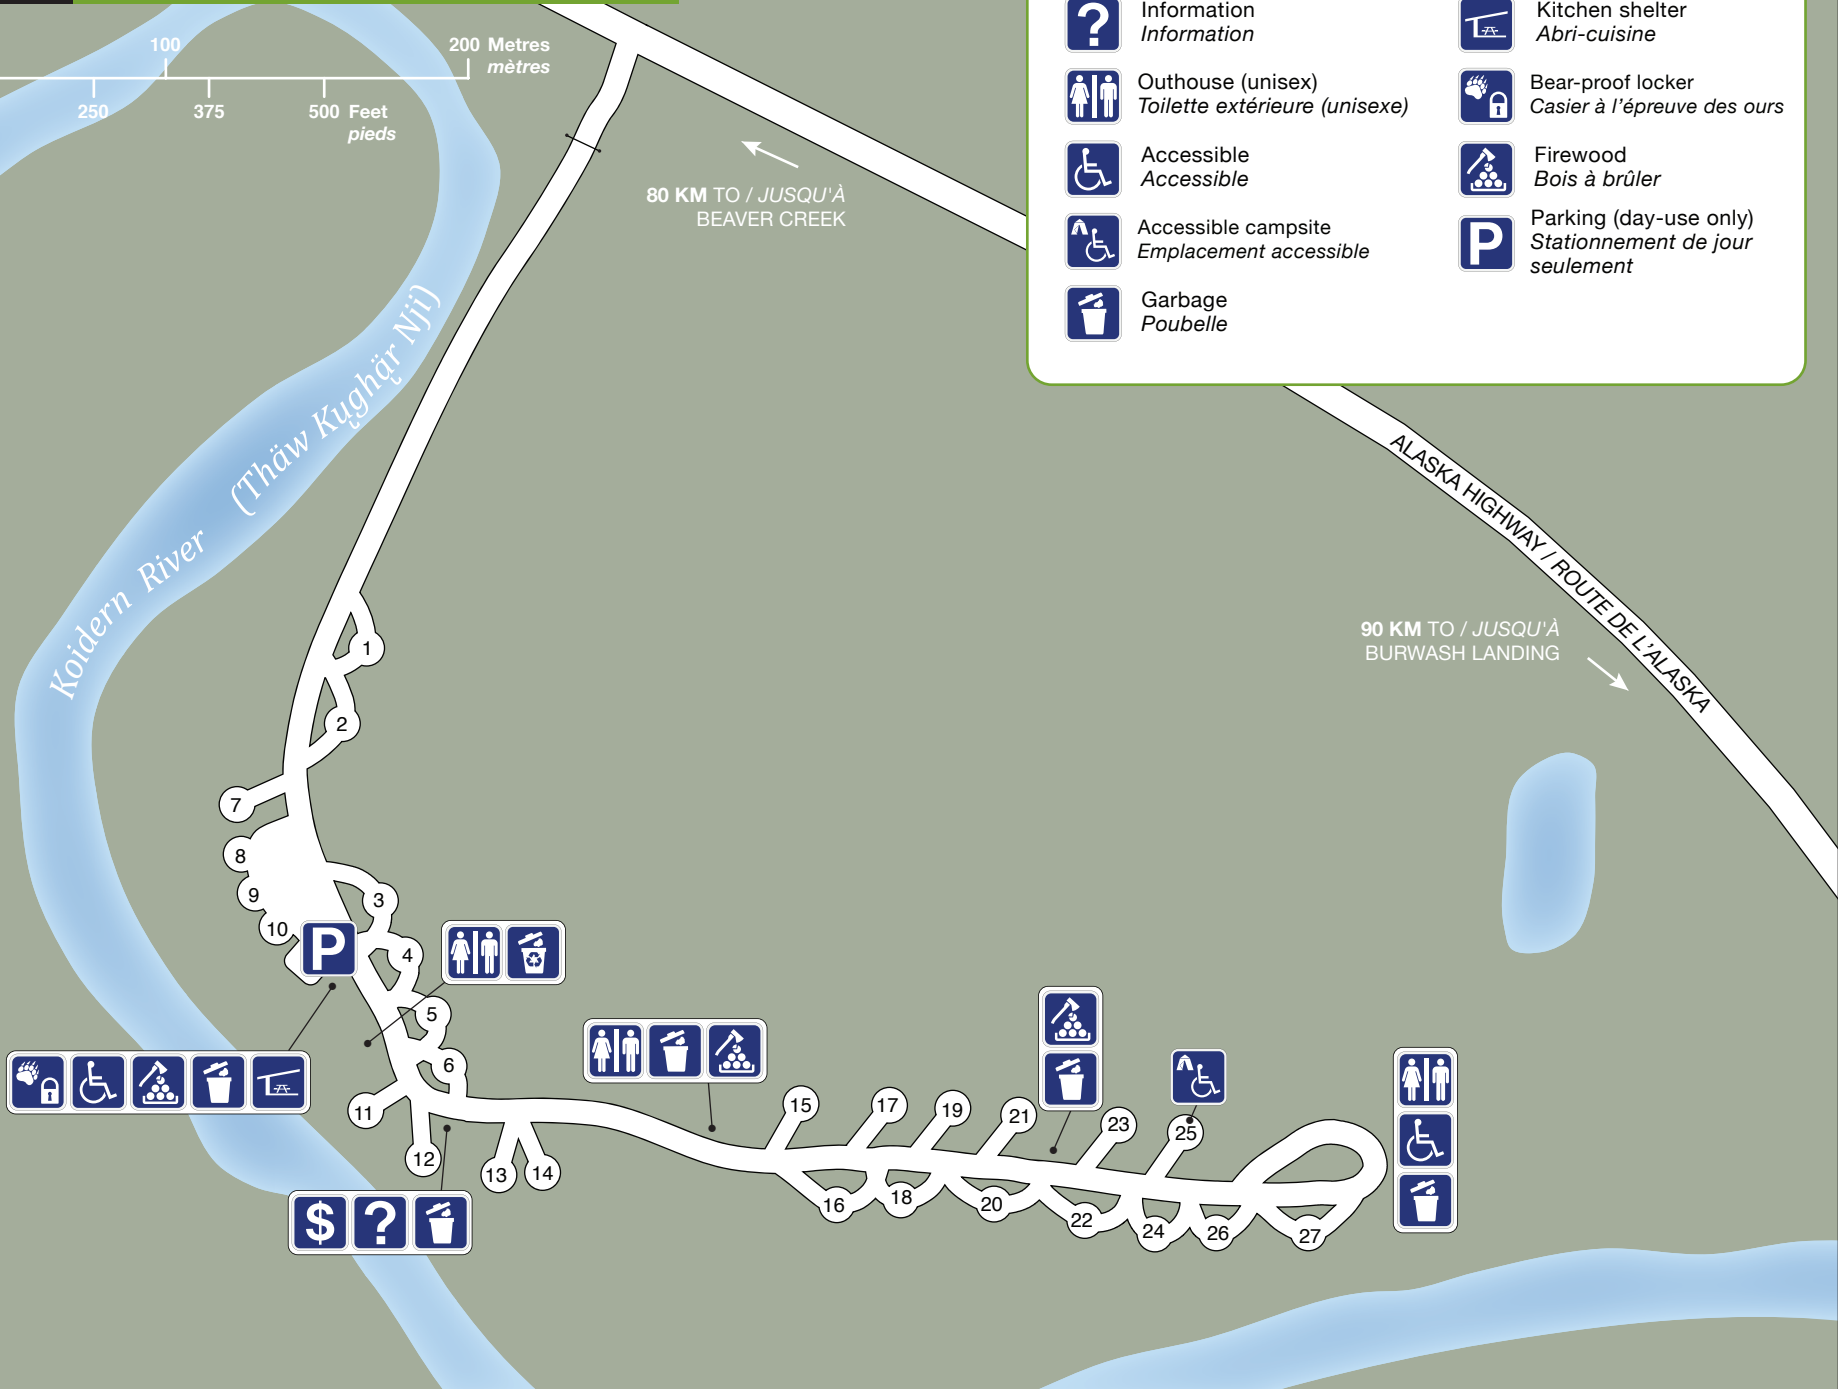 100
200 Metres
mètres
250
375
500 Feet
pieds
Information
Information
Outhouse (unisex)
Toilette extérieure (unisexe)
Accessible
Accessible
Accessible campsite
Emplacement accessible
Garbage
Poubelle
Kitchen shelter
Abri-cuisine
Bear-proof locker
Casier à l’épreuve des ours
Firewood
Bois à brûler
P
Parking (day-use only)
Stationnement de jour
seulement
?
80 KM TO / JUSQU'À
BEAVER CREEK
Koidern River (Thäw Kųghą̈r Nji)
ALASKA HIGHWAY / ROUTE DE L’ALASKA
90 KM TO / JUSQU'À
BURWASH LANDING
1
2
7
8
9
10
3
P
4
5
6
11
12
13
14
$ ?
15
17
19
21
23
25
16
18
20
22
24
26
27